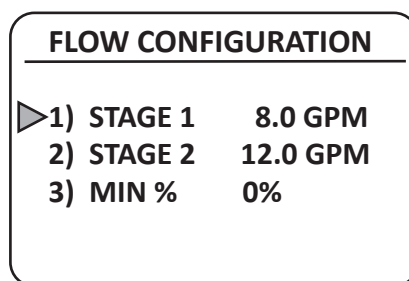 FLOW CONFIGURATION
1) STAGE 1 8.0 GPM
2) STAGE 2 12.0 GPM
3) MIN % 0%